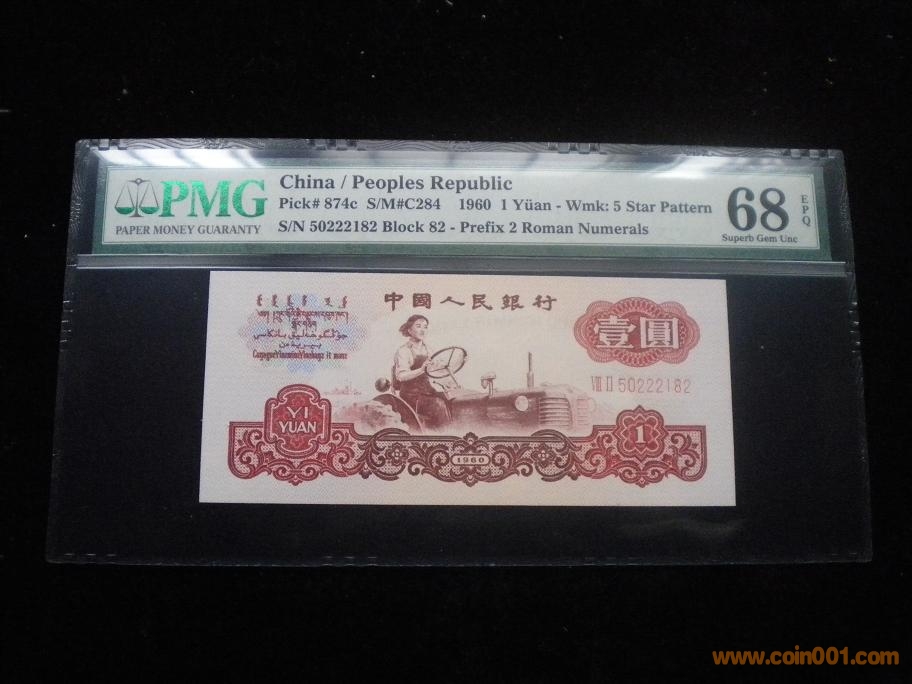 PMG
PAPER MONEY GUARANTY
China / Peoples Republic
Pick# 874c S/M#C284 1960 1 Yüan - Wmk: 5 Star Pattern
S/N 50222182 Block 82 - Prefix 2 Roman Numerals
68
EPQ
Superb Gem Unc
中國人民銀行
壹圓
VIII II 50222182
YI
YUAN
1960
1
www.coin001.com